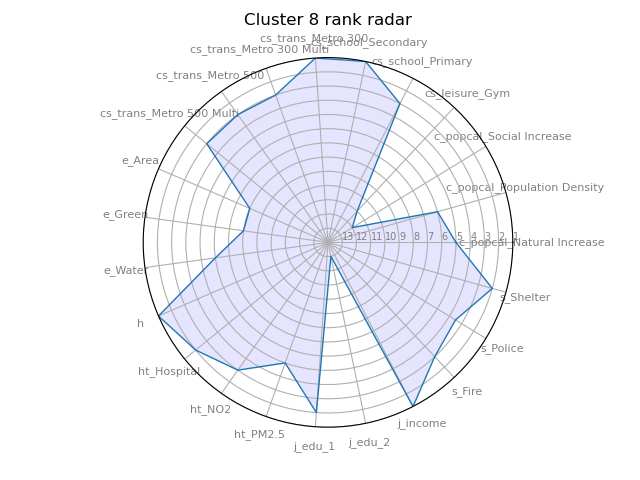 Cluster 8 rank radar
cs_trans_Metro 300
cs_school_Secondary
cs_trans_Metro 300 Multi
cs_school_Primary
cs_trans_Metro 500
cs_leisure_Gym
cs_trans_Metro 500 Multi
c_popcal_Social Increase
e_Area
c_popcal_Population Density
e_Green
13 12 11 10 9 8 7 6 5 4 3 2 1
c_popcal_Natural Increase
e_Water
s_Shelter
h
s_Police
ht_Hospital
s_Fire
ht_NO2
j_income
ht_PM2.5
j_edu_2
j_edu_1